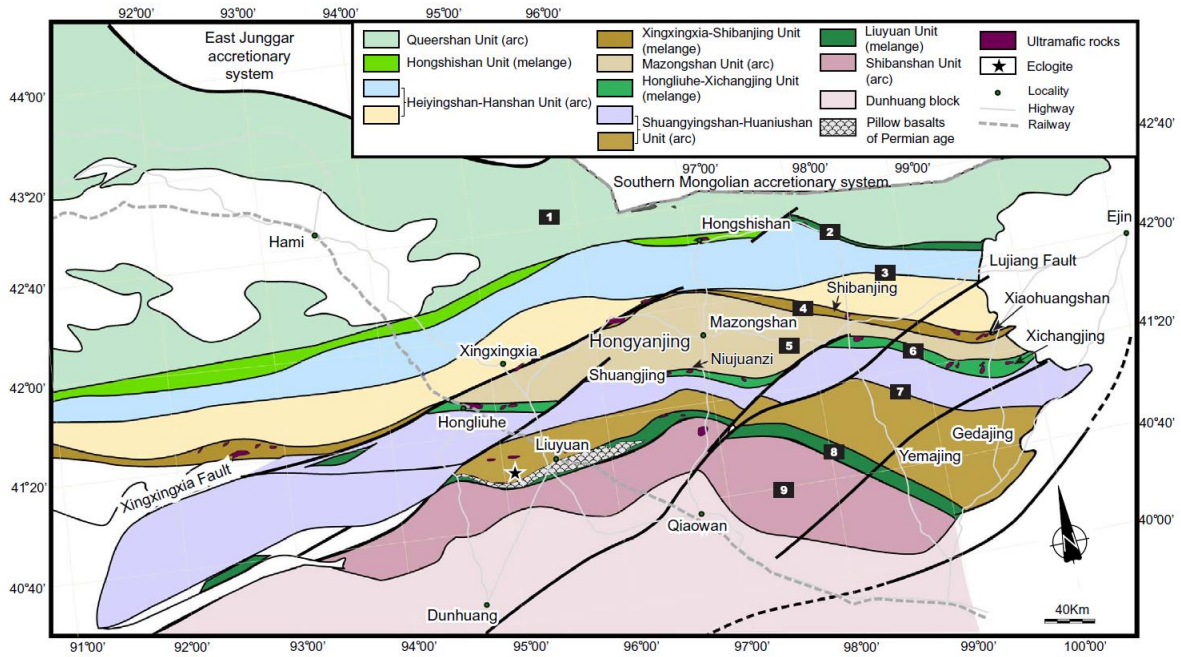 92°00'
93°00'
94°00'
95°00'
96°00'
East Junggar
accretionary
system
Queershan Unit (arc)
Hongshishan Unit (melange)
Heiyingshan-Hanshan Unit (arc)
Xingxingxia-Shibanjing Unit
(melange)
Mazongshan Unit (arc)
Hongliuhe-Xichangjing Unit
(melange)
Shuangyingshan-Huaniushan
Unit (arc)
Liuyuan Unit
(melange)
Shibanshan Unit
(arc)
Dunhuang block
Pillow basalts
of Permian age
Ultramafic rocks
Eclogite
Locality
Highway
Railway
44°00'
43°20'
42°40'
42°00'
41°20'
40°40'
42°40'
42°00'
41°20'
40°40'
40°00'
97°00'
98°00'
99°00'
Southern Mongolian accretionary system
1
Hongshishan
2
Ejin
Hami
3
Lujiang Fault
Shibanjing
4
Xiaohuangshan
Mazongshan
Hongyanjing
5
Xichangjing
Xingxingxia
6
Niujuanzi
Shuangjing
7
Hongliuhe
Gedajing
Liuyuan
8
Yemajing
Xingxingxia Fault
9
Qiaowan
Dunhuang
40Km
91°00'
92°00'
93°00'
94°00'
95°00'
96°00'
97°00'
98°00'
99°00'
100°00'